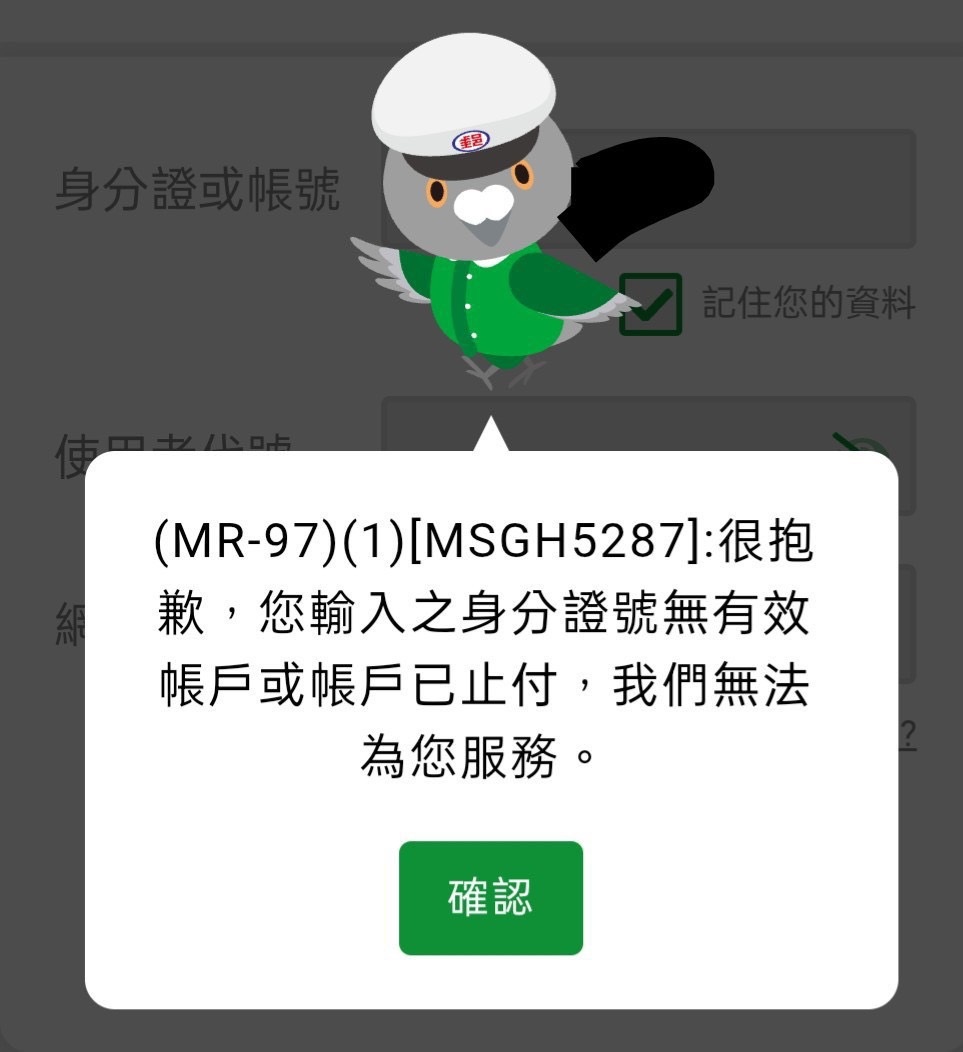 郵
身分證或帳號
記住您的資料
使用者代號
(MR-97)(1)[MSGH5287]:很抱
歉，您輸入之身分證號無有效
帳戶或帳戶已止付，我們無法
為您服務。
網
?
確認